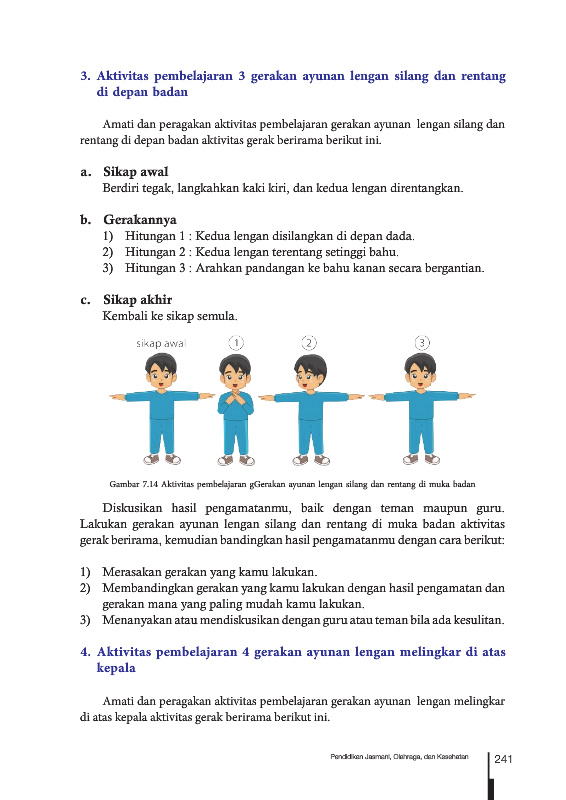 3. Aktivitas pembelajaran 3 gerakan ayunan lengan silang dan rentang
di depan badan
Amati dan peragakan aktivitas pembelajaran gerakan ayunan lengan silang dan
rentang di depan badan aktivitas gerak berirama berikut ini.
a. Sikap awal
Berdiri tegak, langkahkan kaki kiri, dan kedua lengan direntangkan.
b. Gerakannya
1) Hitungan 1 : Kedua lengan disilangkan di depan dada.
2) Hitungan 2 : Kedua lengan terentang setinggi bahu.
3) Hitungan 3 : Arahkan pandangan ke bahu kanan secara bergantian.
c. Sikap akhir
Kembali ke sikap semula.
sikap awal 1 2 3
Gambar 7.14 Aktivitas pembelajaran gGerakan ayunan lengan silang dan rentang di muka badan
Diskusikan hasil pengamatanmu, baik dengan teman maupun guru.
Lakukan gerakan ayunan lengan silang dan rentang di muka badan aktivitas
gerak berirama, kemudian bandingkan hasil pengamatanmu dengan cara berikut:
1) Merasakan gerakan yang kamu lakukan.
2) Membandingkan gerakan yang kamu lakukan dengan hasil pengamatan dan
gerakan mana yang paling mudah kamu lakukan.
3) Menanyakan atau mendiskusikan dengan guru atau teman bila ada kesulitan.
4. Aktivitas pembelajaran 4 gerakan ayunan lengan melingkar di atas
kepala
Amati dan peragakan aktivitas pembelajaran gerakan ayunan lengan melingkar
di atas kepala aktivitas gerak berirama berikut ini.
Pendidikan Jasmani, Olahraga, dan Kesehatan 241